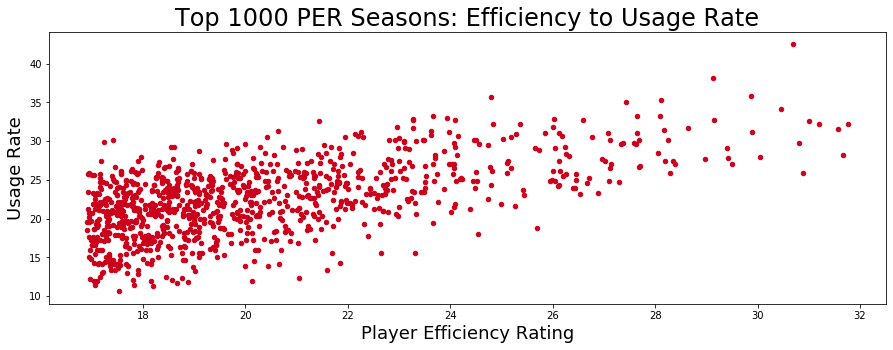 Top 1000 PER Seasons: Efficiency to Usage Rate
Usage Rate
40
35
30
25
20
15
10
18 20 22 24 26 28 30 32
Player Efficiency Rating